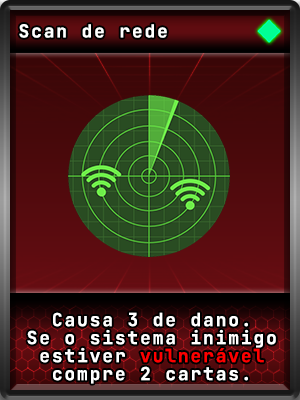 Scan de rede
Causa 3 de dano.
Se o sistema inimigo
estiver vulnerável
compre 2 cartas.